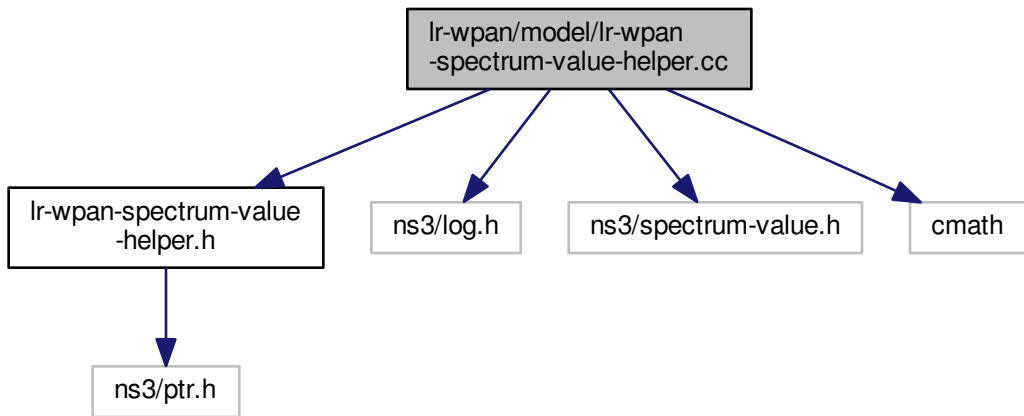 lr-wpan/model/lr-wpan
-spectrum-value-helper.cc
lr-wpan-spectrum-value
-helper.h
ns3/log.h
ns3/spectrum-value.h
cmath
ns3/ptr.h